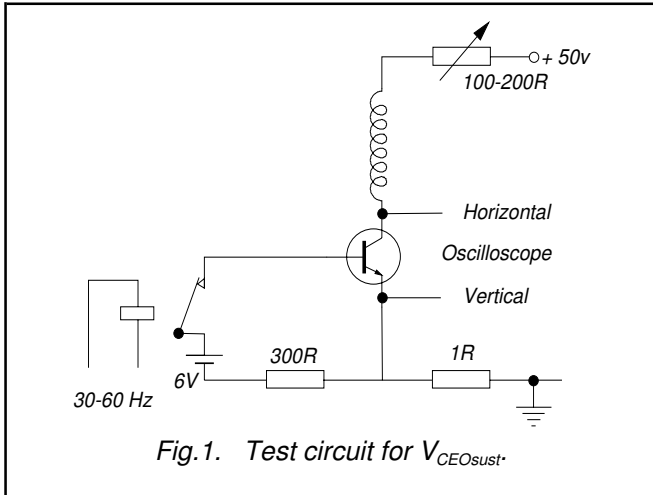 + 50v
100-200R
Horizontal
Oscilloscope
Vertical
300R
1R
6V
30-60 Hz
Fig.1. Test circuit for VCEOsust.